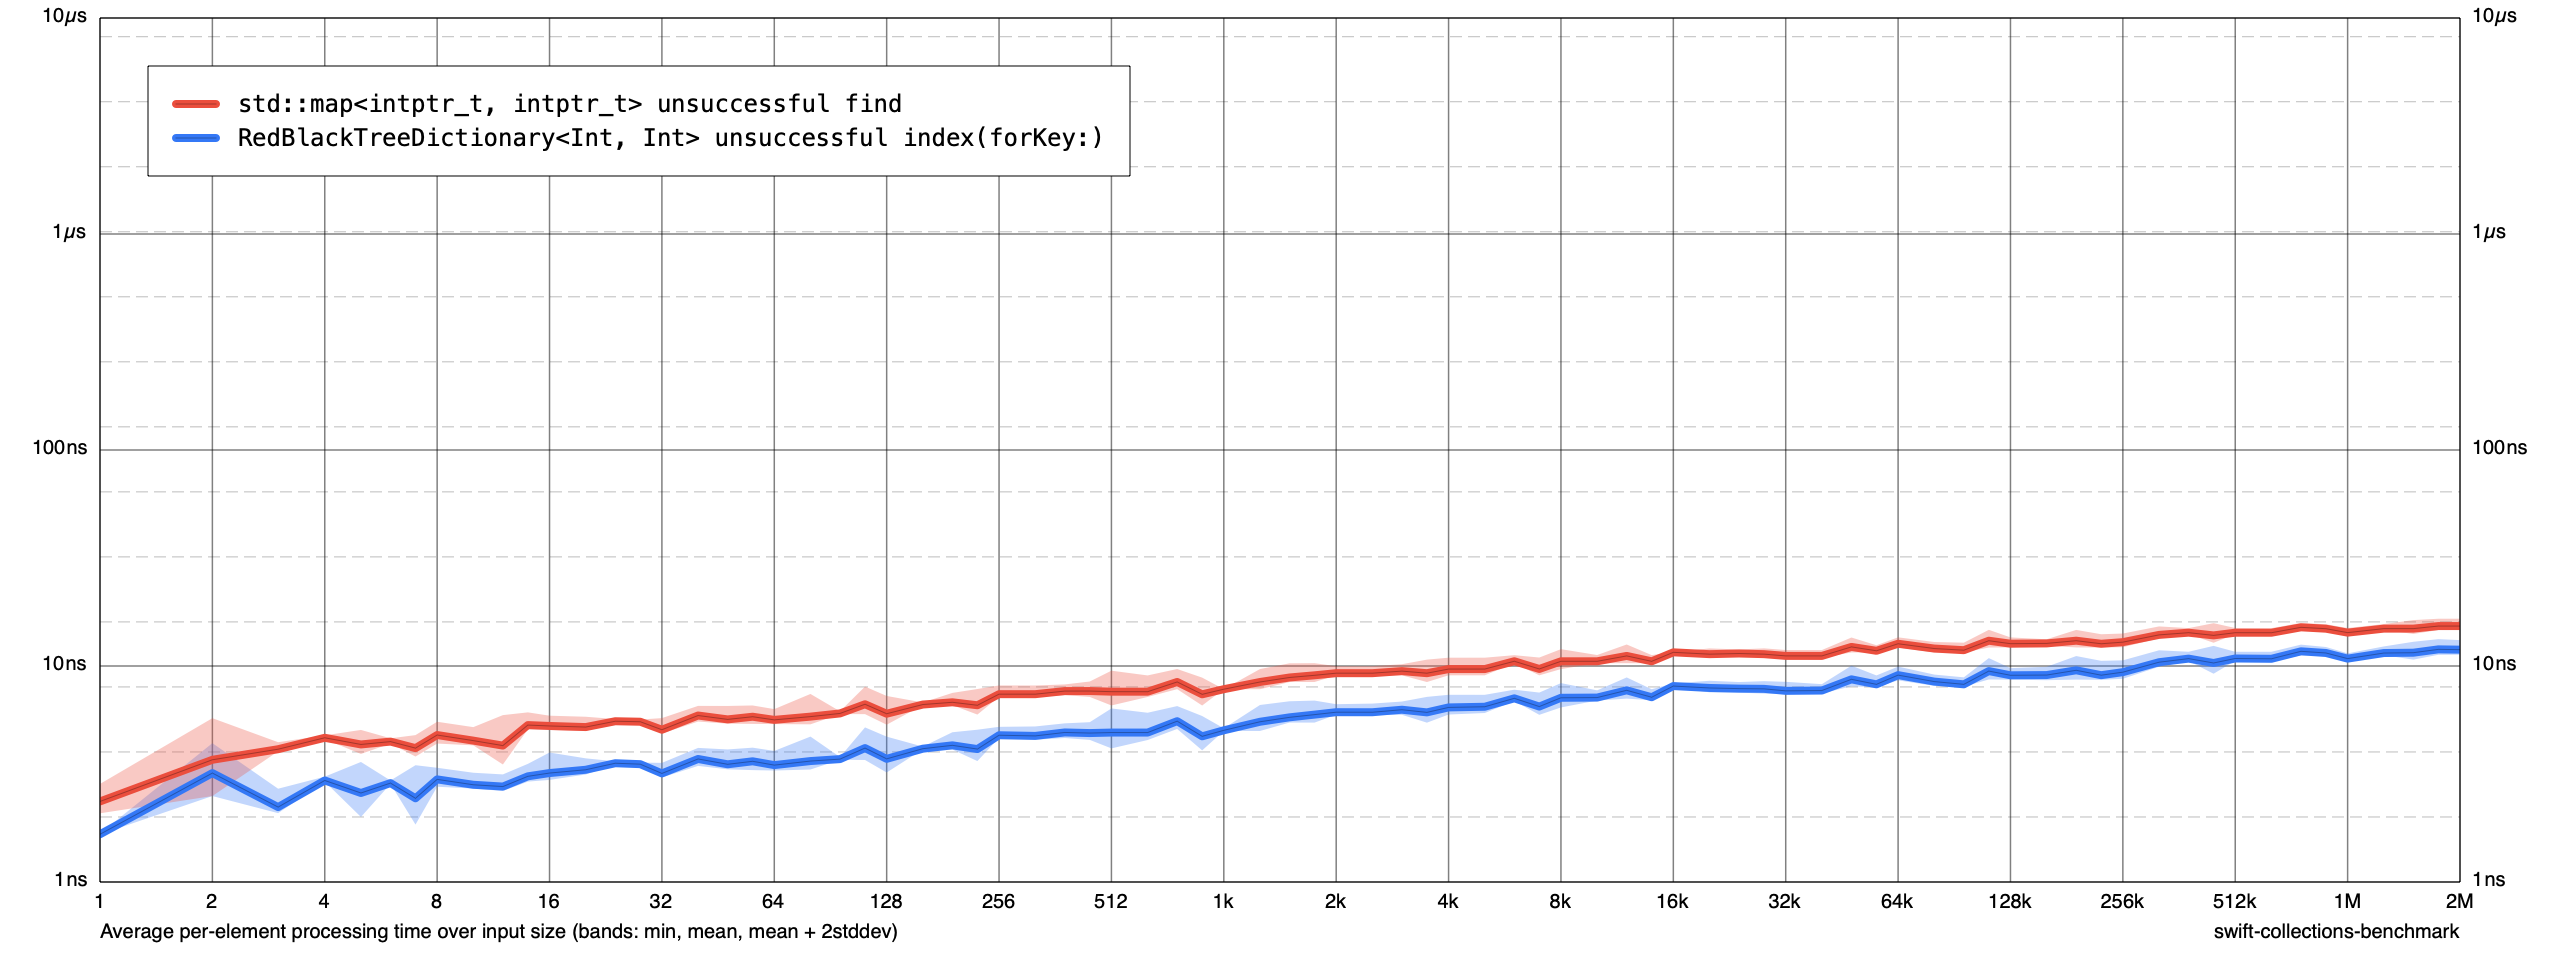 10µs 10µs
std::map<intptr_t, intptr_t> unsuccessful find
RedBlackTreeDictionary<Int, Int> unsuccessful index(forKey:)
1µs 1µs
100ns 100ns
10ns 10ns
1ns 1ns
1 2 4 8 16 32 64 128 256 512 1k 2k 4k 8k 16k 32k 64k 128k 256k 512k 1M 2M
Average per-element processing time over input size (bands: min, mean, mean + 2stddev) swift-collections-benchmark